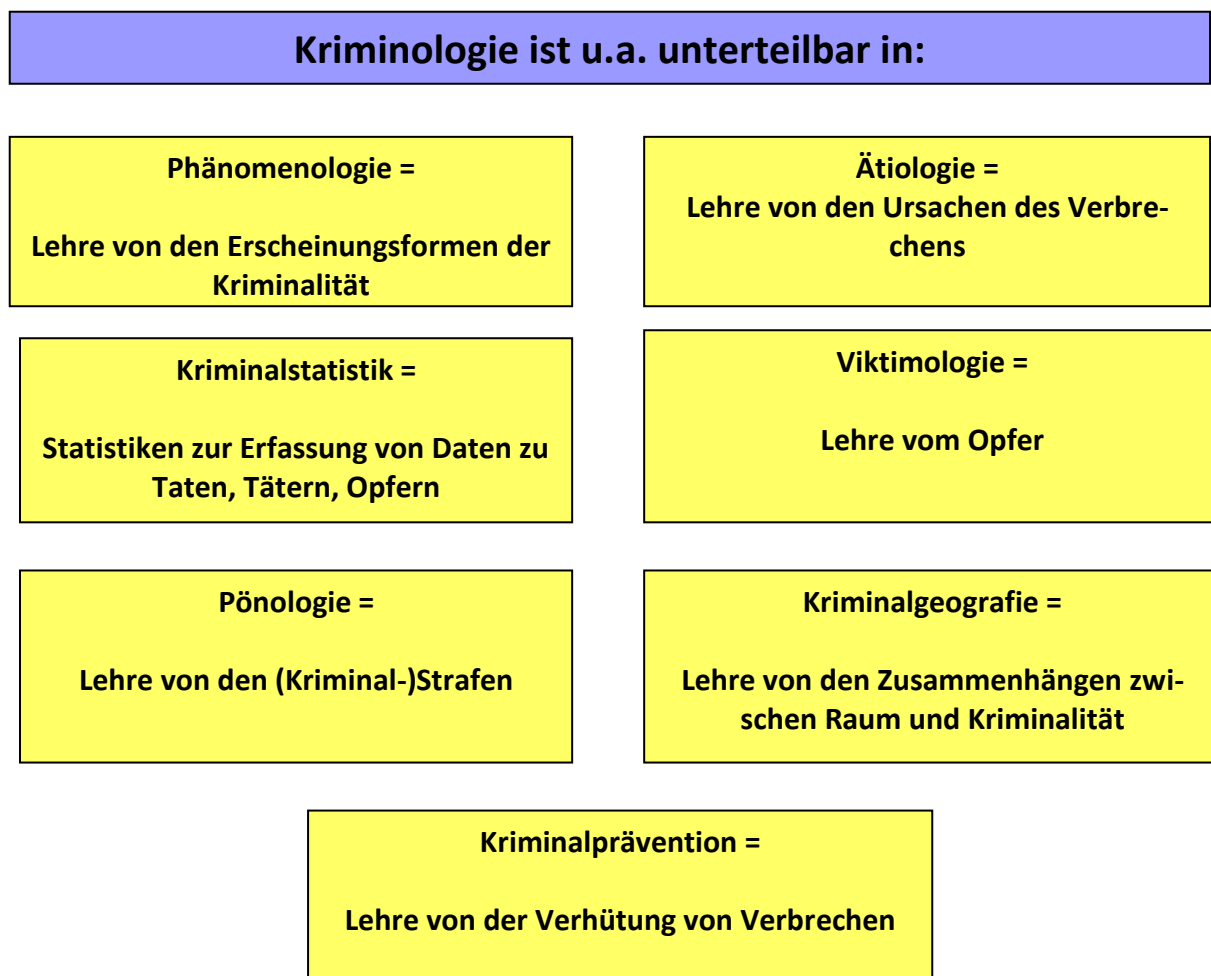 Kriminologie ist u.a. unterteilbar in:
Phänomenologie =
Lehre von den Erscheinungsformen der
Kriminalität
Ätiologie =
Lehre von den Ursachen des Verbre-
chens
Kriminalstatistik =
Statistiken zur Erfassung von Daten zu
Taten, Tätern, Opfern
Viktimologie =
Lehre vom Opfer
Pönologie =
Lehre von den (Kriminal-)Strafen
Kriminalgeografie =
Lehre von den Zusammenhängen zwi-
schen Raum und Kriminalität
Kriminalprävention =
Lehre von der Verhütung von Verbrechen